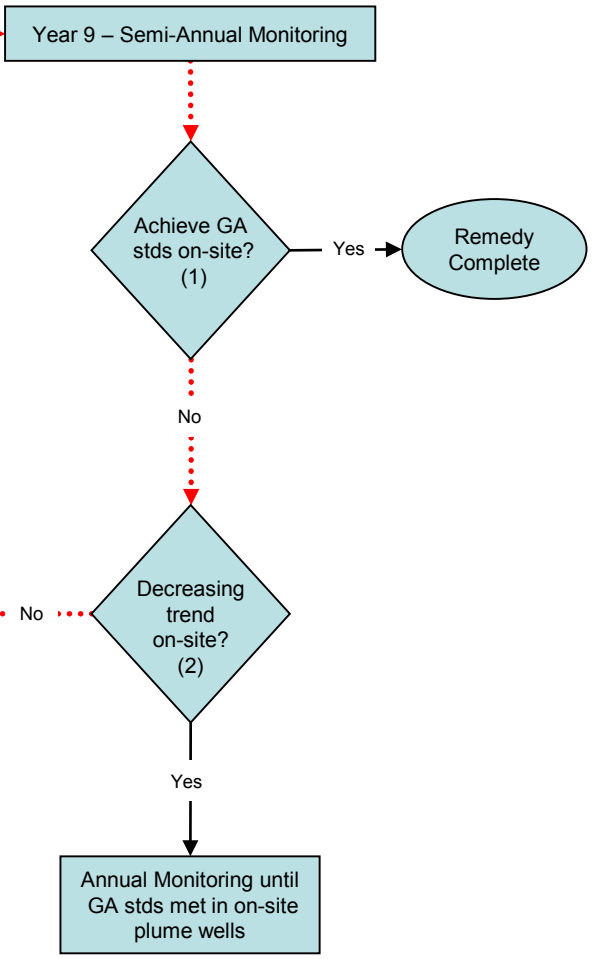 Year 9 – Semi-Annual Monitoring
Achieve GA
stds on-site?
(1)
Yes
Remedy
Complete
No
Decreasing
trend
on-site?
(2)
No
Yes
Annual Monitoring until
GA stds met in on-site
plume wells